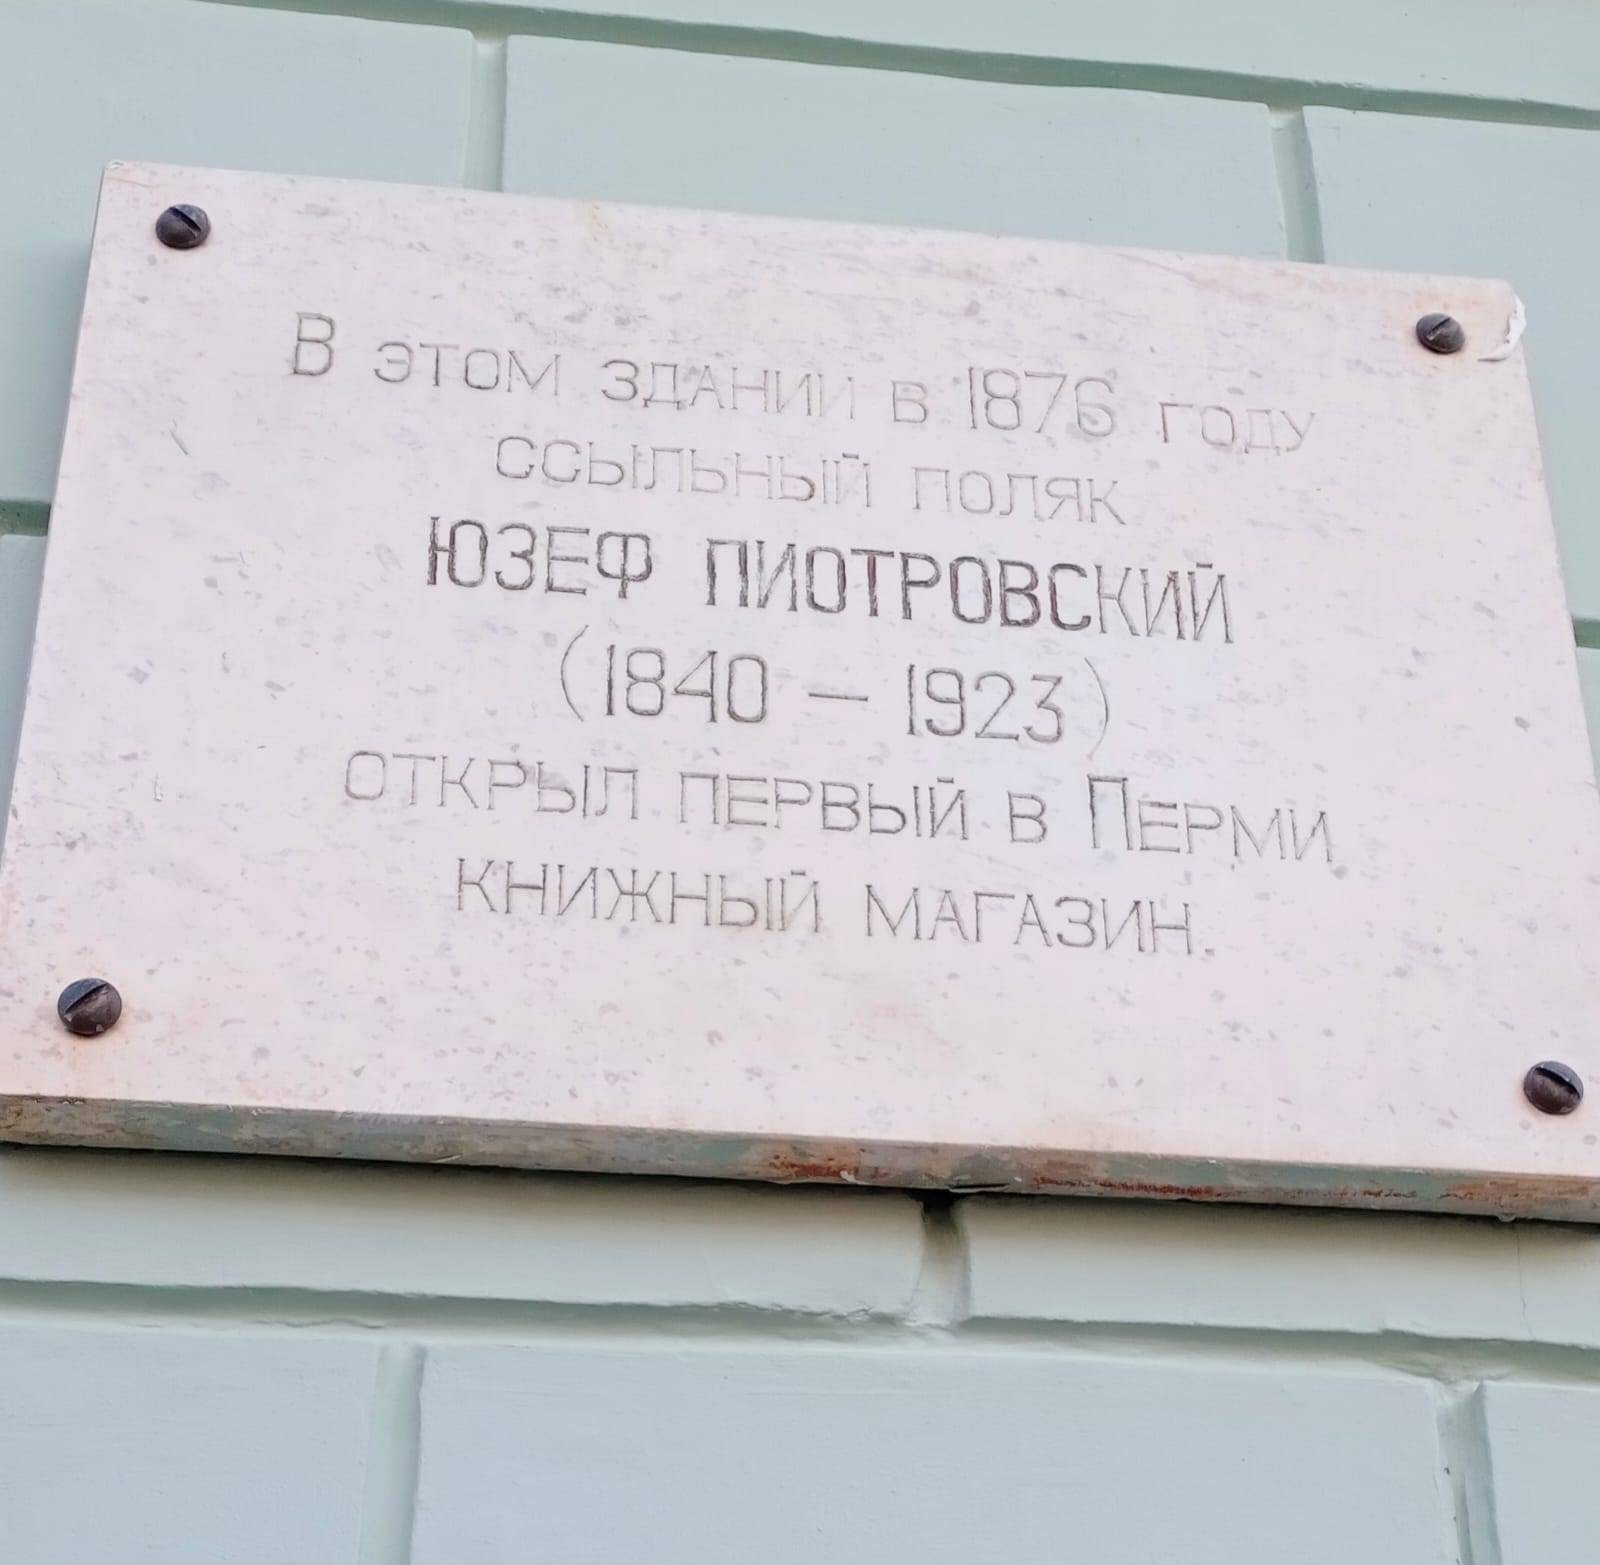 В ЭТОМ ЗДАНИИ В 1876 ГОДУ
ССЫЛЬНЫЙ ПОЛЯК
ЮЗЕФ ПИОТРОВСКИЙ
(1840 – 1923)
ОТКРЫЛ ПЕРВЫЙ В ПЕРМИ
КНИЖНЫЙ МАГАЗИН.